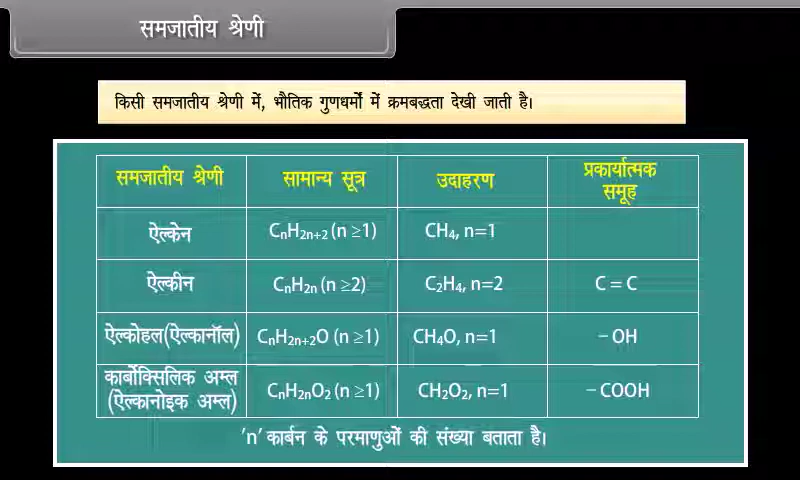 समजातीय श्रेणी
किसी समजातीय श्रेणी में, भौतिक गुणधर्मों में क्रमबद्धता देखी जाती है।
समजातीय श्रेणी सामान्य सूत्र उदाहरण प्रकार्यात्मक समूह
ऐल्केन CₙH₂ₙ₊₂ (n ≥1) CH₄, n=1
ऐल्कीन CₙH₂ₙ (n ≥2) C₂H₄, n=2 C = C
ऐल्कोहल(ऐल्कानॉल) CₙH₂ₙ₊₂O (n ≥1) CH₄O, n=1 – OH
कार्बोक्सिलिक अम्ल (ऐल्कानोइक अम्ल) CₙH₂ₙO₂ (n ≥1) CH₂O₂, n=1 – COOH
'n' कार्बन के परमाणुओं की संख्या बताता है।